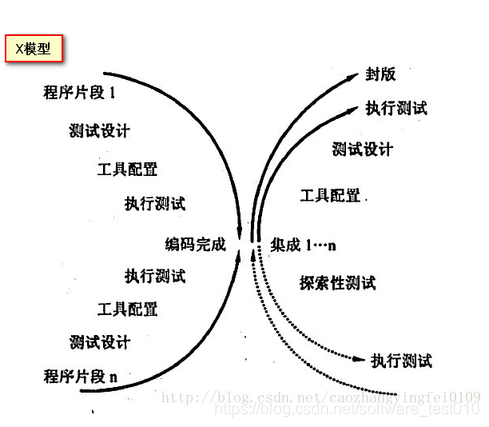 X模型
封版
程序片段 1
执行测试
测试设计
测试设计
工具配置
工具配置
执行测试
编码完成
集成 1…n
执行测试
探索性测试
工具配置
测试设计
执行测试
程序片段 n
http://blog.csdn.net/caozhangyingfei0109
https://blog.csdn.net/software_test010